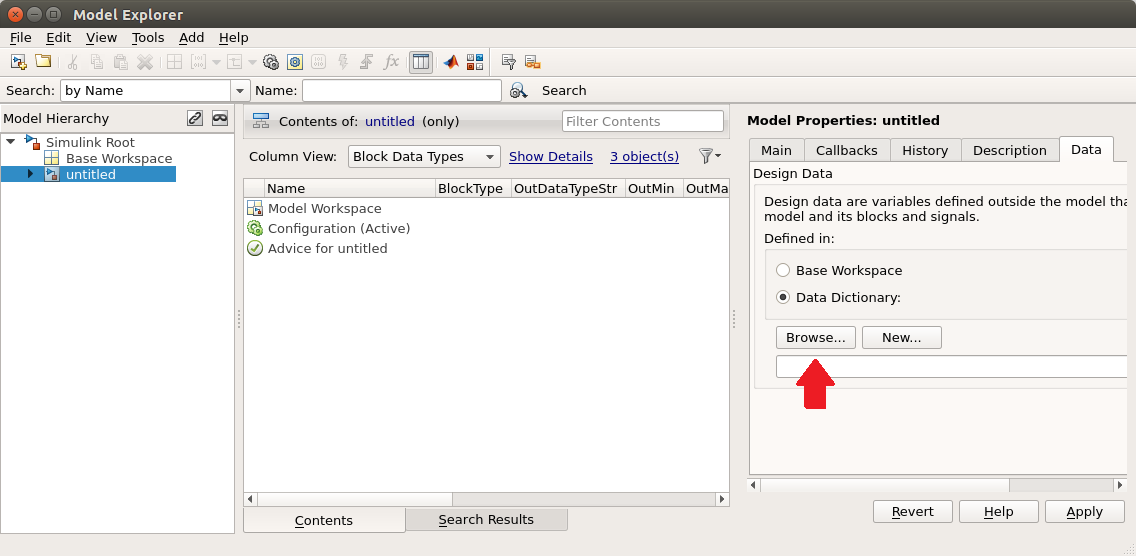 Model Explorer
File Edit View Tools Add Help
Search: by Name Name: Search
Model Hierarchy
Simulink Root
Base Workspace
untitled
Contents of: untitled (only) Filter Contents
Column View: Block Data Types Show Details 3 object(s)
Name BlockType OutDataTypeStr OutMin OutMa
Model Workspace
Configuration (Active)
Advice for untitled
Contents Search Results
Model Properties: untitled
Main Callbacks History Description Data
Design Data
Design data are variables defined outside the model tha
model and its blocks and signals.
Defined in:
Base Workspace
Data Dictionary:
Browse... New...
Revert Help Apply